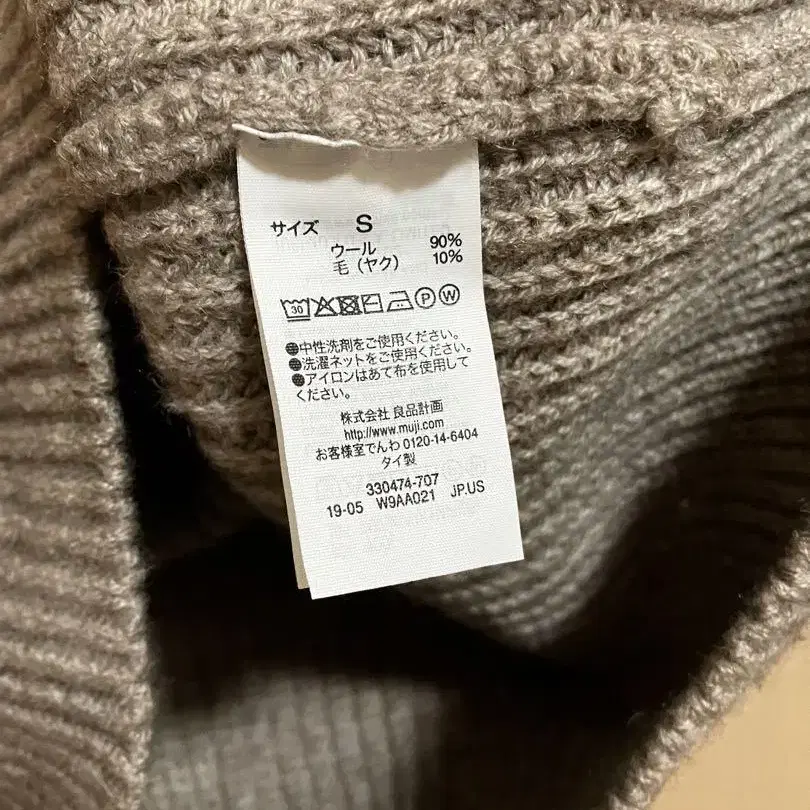 サイズ S
ウール 90%
毛(ヤク) 10%
30 P W
●中性洗剤をご使用ください。
●洗濯ネットをご使用ください。
●アイロンはあて布を使用して
ください。
株式会社 良品計画
http://www.muji.com
お客様室でんわ 0120-14-6404
タイ製
330474-707
19-05 W9AA021 JP.US